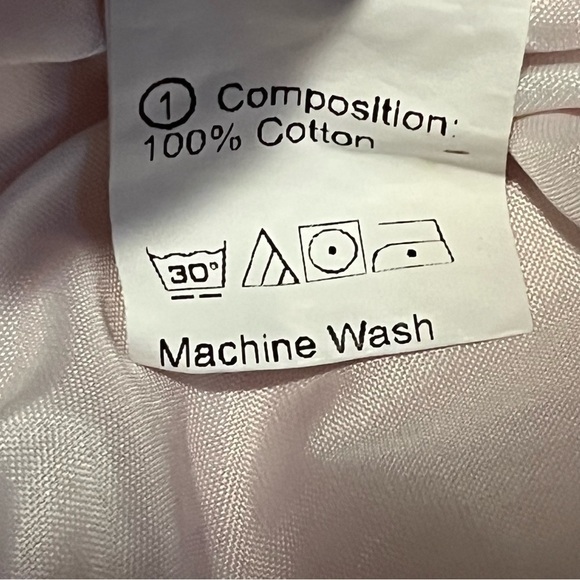 ① Composition:
100% Cotton
30°
Machine Wash